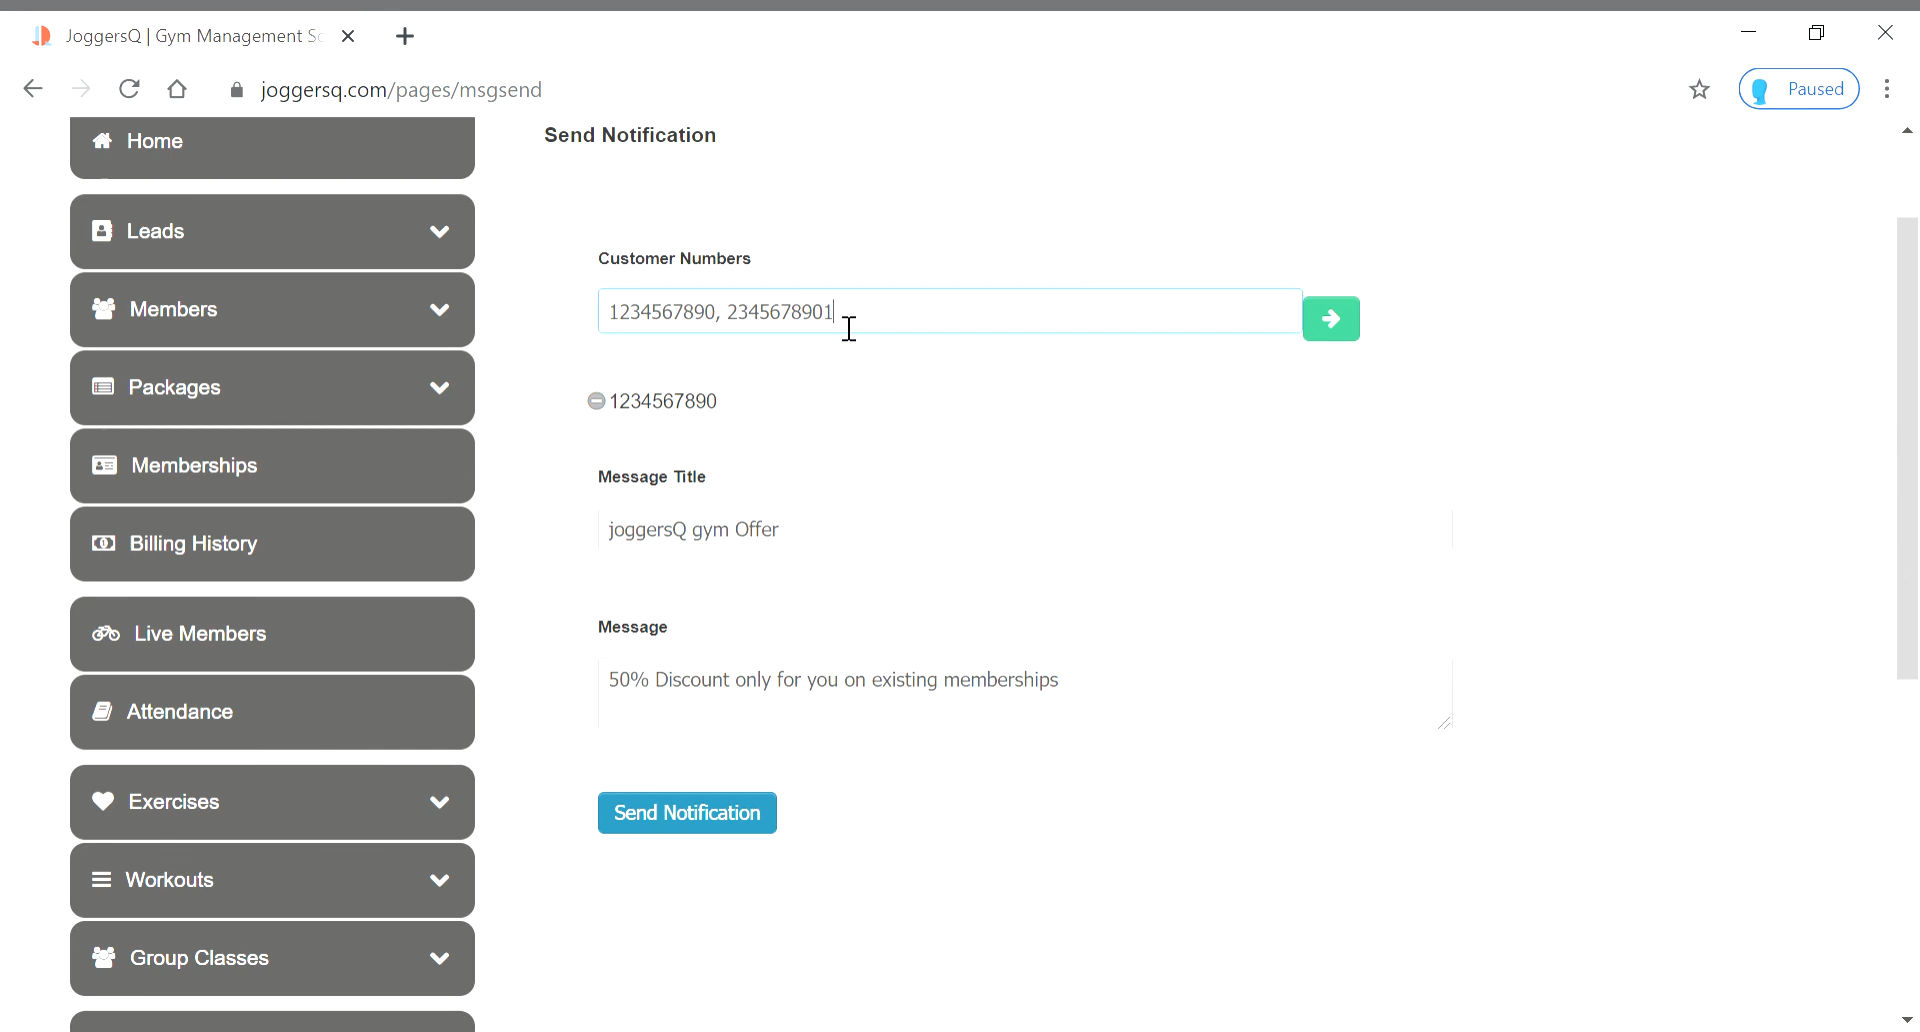 JoggersQ | Gym Management Sc
joggersq.com/pages/msgsend
Paused
Home
Leads
Members
Packages
Memberships
Billing History
Live Members
Attendance
Exercises
Workouts
Group Classes
Send Notification
Customer Numbers
1234567890, 2345678901
1234567890
Message Title
joggersQ gym Offer
Message
50% Discount only for you on existing memberships
Send Notification